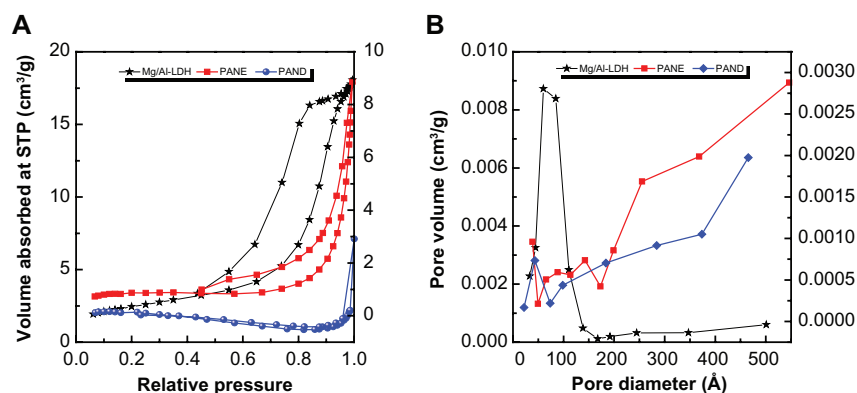 A
Volume absorbed at STP (cm³/g)
20
15
10
5
0
10
8
6
4
2
0
Mg/Al-LDH PANE PAND
0.0 0.2 0.4 0.6 0.8 1.0
Relative pressure
B
Pore volume (cm³/g)
0.010
0.008
0.006
0.004
0.002
0.000
0.0030
0.0025
0.0020
0.0015
0.0010
0.0005
0.0000
Mg/Al-LDH PANE PAND
0 100 200 300 400 500
Pore diameter (Å)